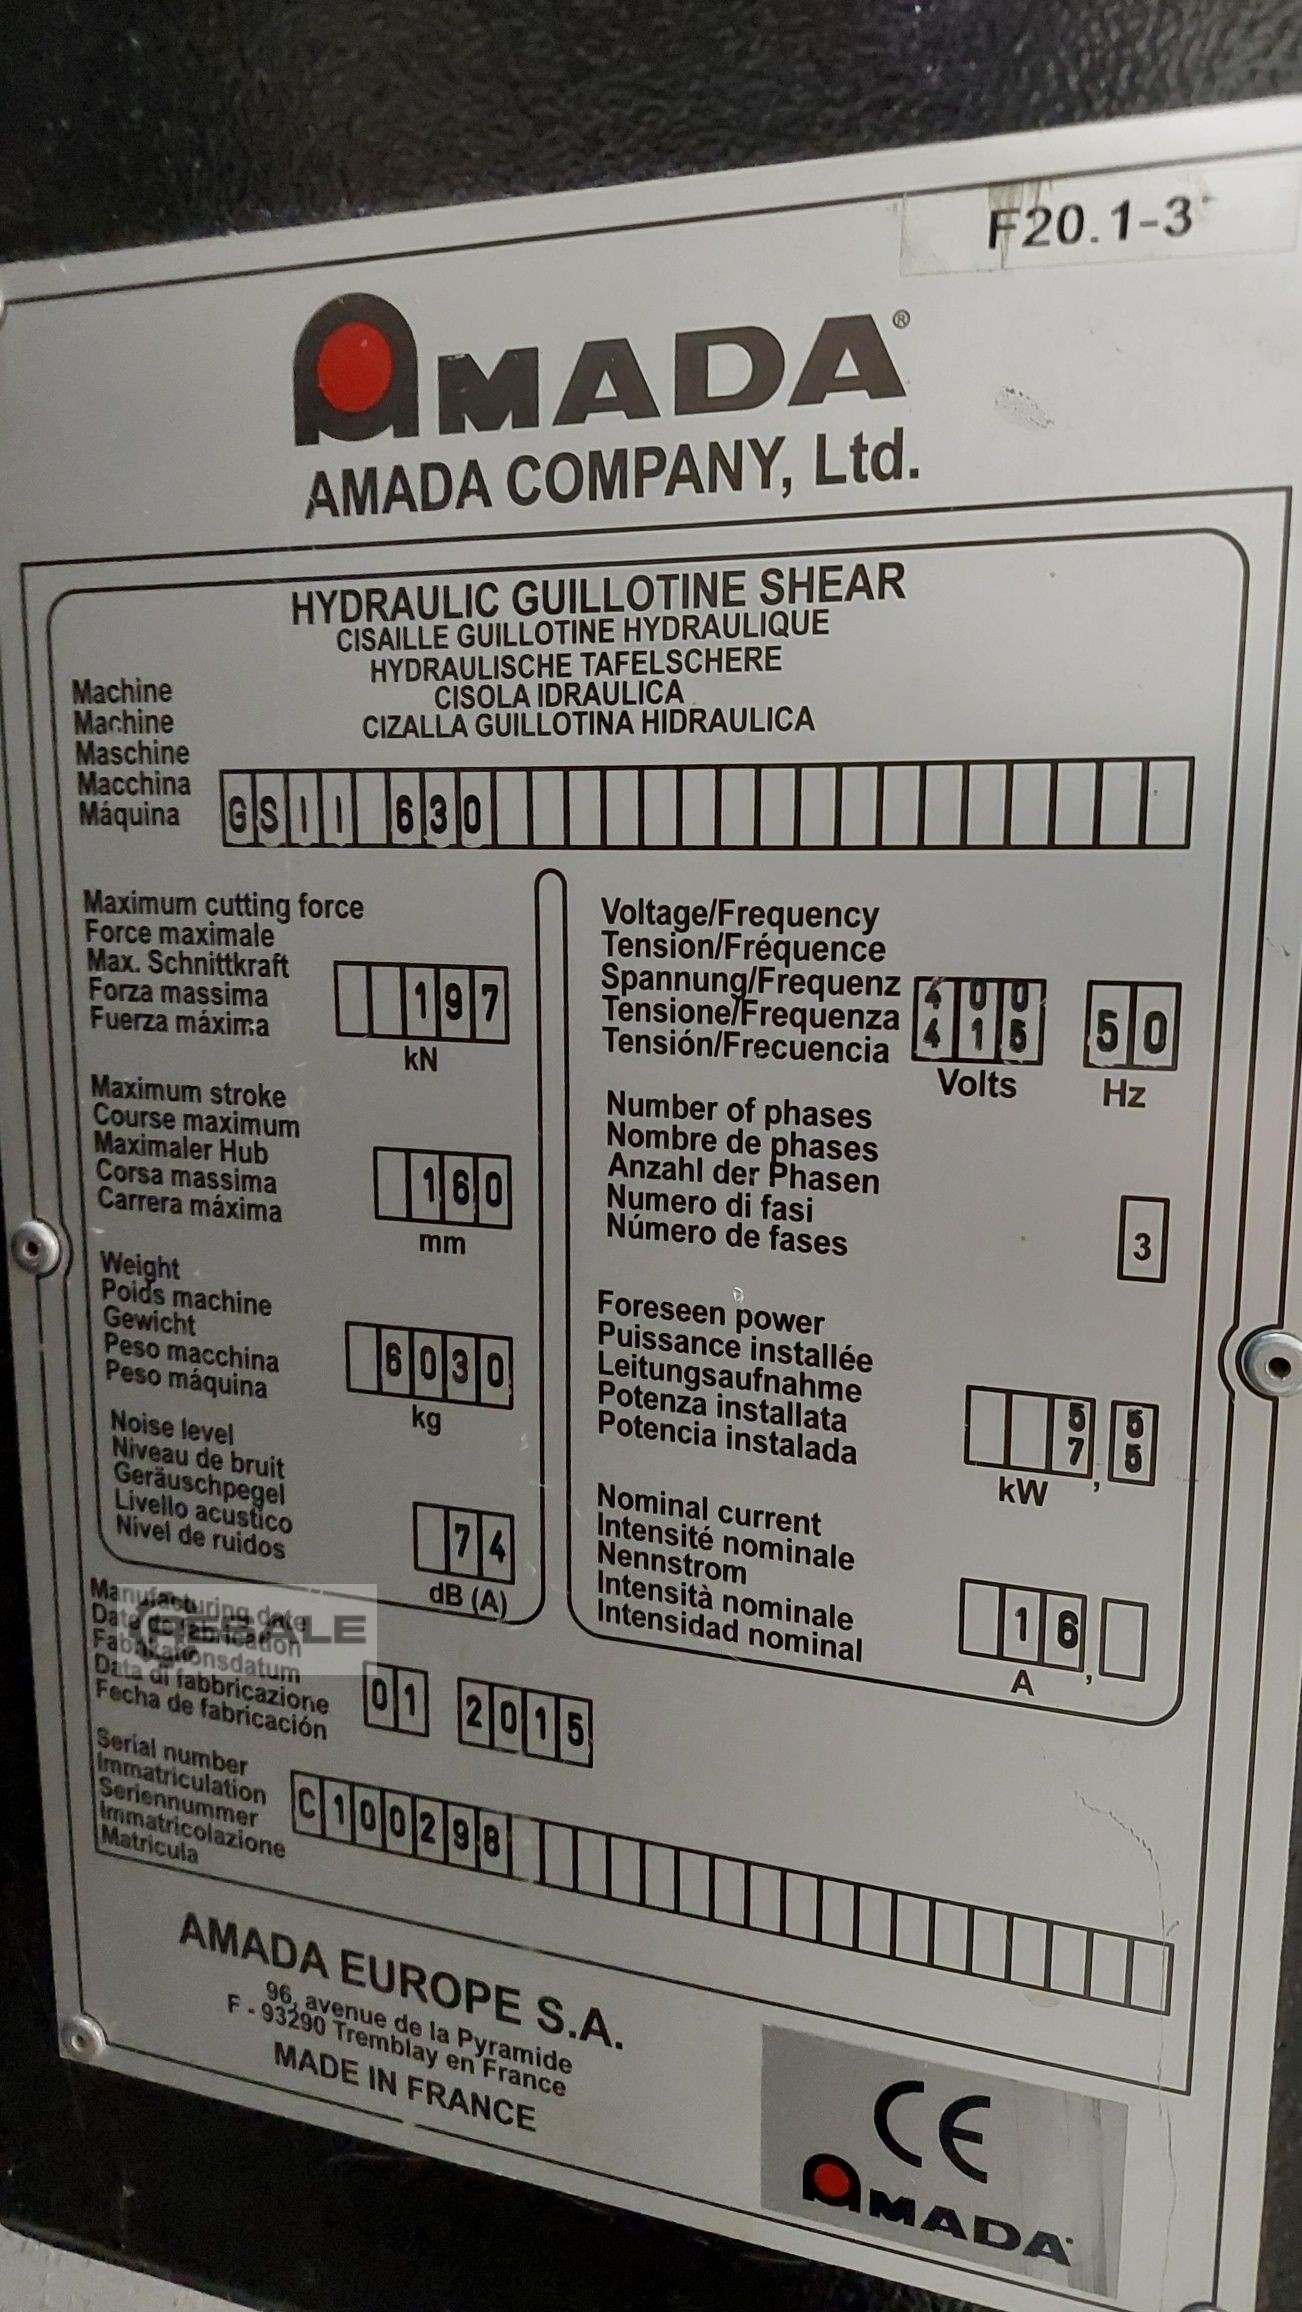 F20.1-3
AMADA®
AMADA COMPANY, Ltd.
HYDRAULIC GUILLOTINE SHEAR
CISAILLE GUILLOTINE HYDRAULIQUE
HYDRAULISCHE TAFELSCHERE
CISOLA IDRAULICA
CIZALLA GUILLOTINA HIDRAULICA
Machine
Machine
Maschine
Macchina
Máquina
GSII 630
Maximum cutting force
Force maximale
Max. Schnittkraft
Forza massima
Fuerza máxima
197
kN
Maximum stroke
Course maximum
Maximaler Hub
Corsa massima
Carrera máxima
160
mm
Weight
Poids machine
Gewicht
Peso macchina
Peso máquina
6030
kg
Noise level
Niveau de bruit
Geräuschpegel
Livello acustico
Nivel de ruidos
74
dB (A)
Voltage/Frequency
Tension/Fréquence
Spannung/Frequenz
Tensione/Frequenza
Tensión/Frecuencia
400
415
Volts
50
Hz
Number of phases
Nombre de phases
Anzahl der Phasen
Numero di fasi
Número de fases
3
Foreseen power
Puissance installée
Leitungsaufnahme
Potenza installata
Potencia instalada
5 5
7,5
kW
Nominal current
Intensité nominale
Nennstrom
Intensità nominale
Intensidad nominal
16,
A
Manufacturing date
Date de fabrication
Fabrikationsdatum
Data di fabbricazione
Fecha de fabricación
01 2015
Serial number
Immatriculation
Seriennummer
Immatricolazione
Matricula
C100298
AMADA EUROPE S.A.
96, avenue de la Pyramide
F - 93290 Tremblay en France
MADE IN FRANCE
CE
AMADA